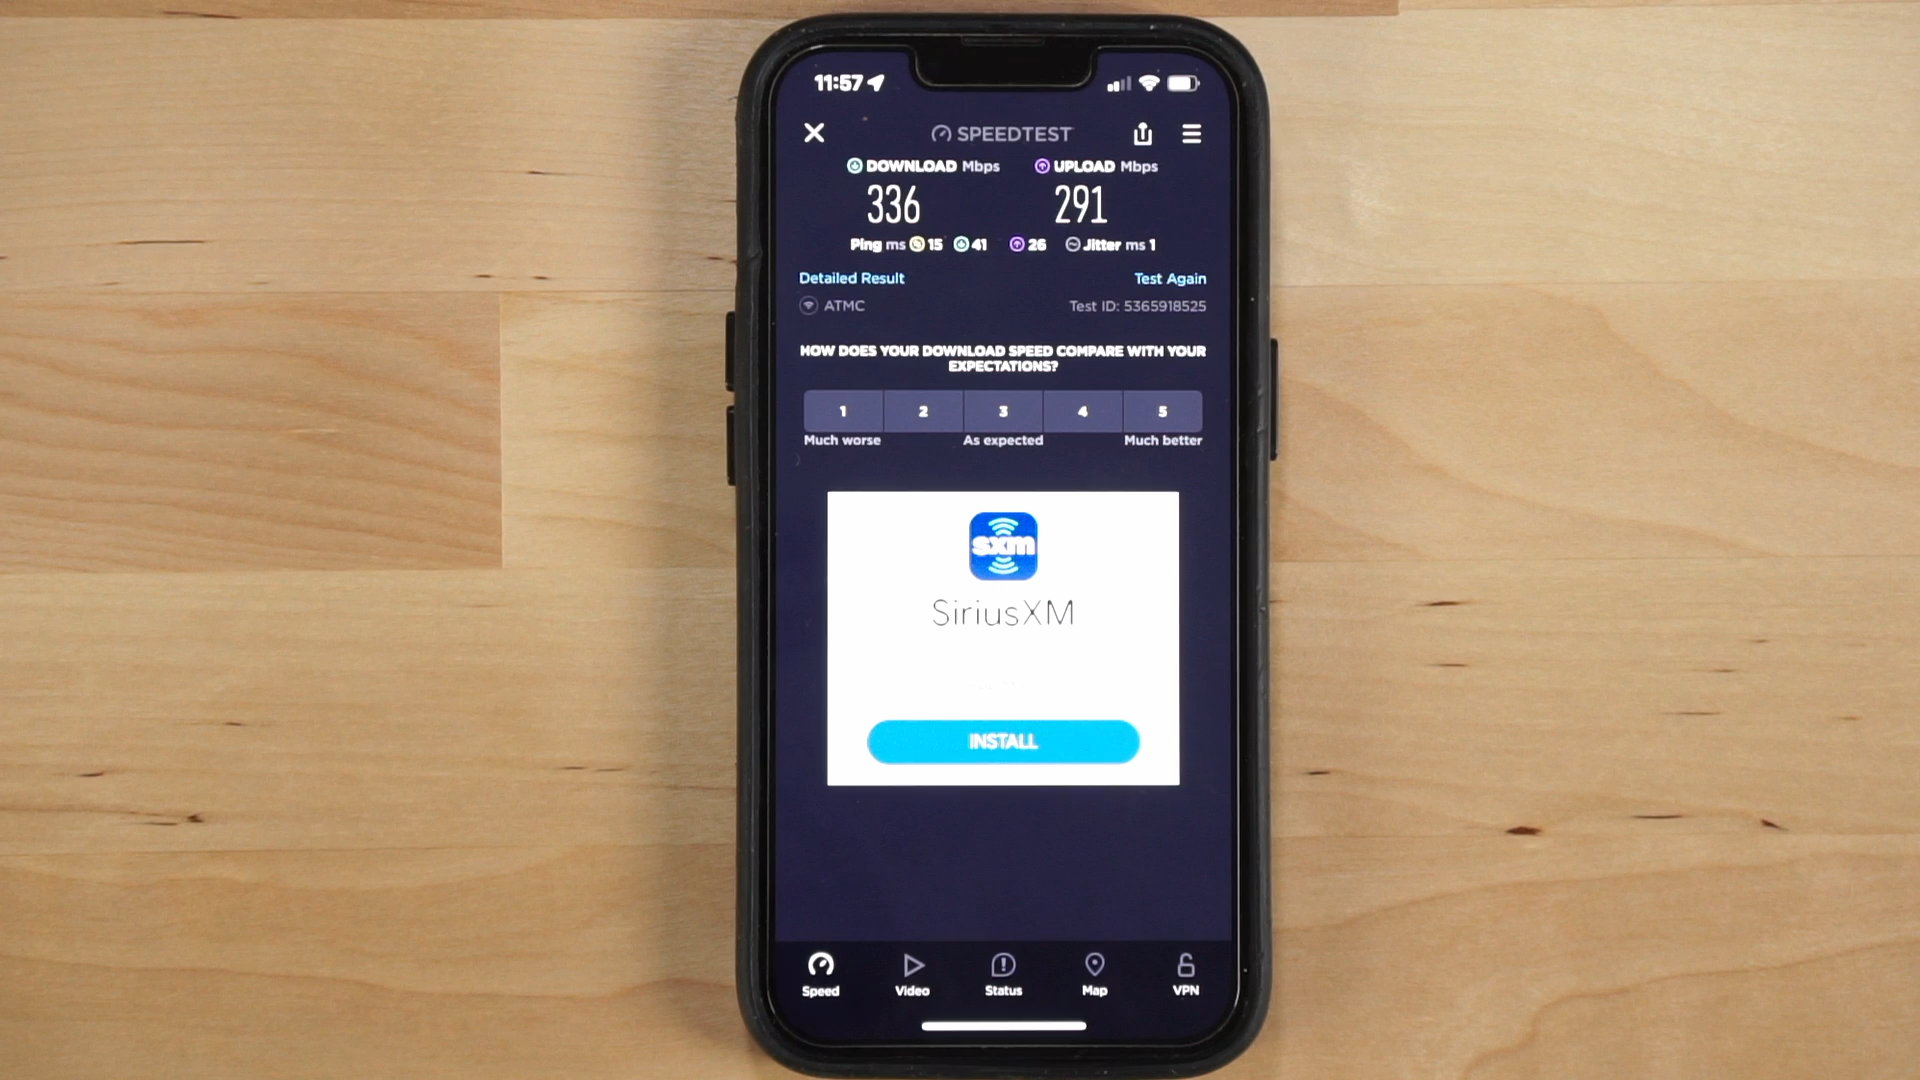 11:57
SPEEDTEST
DOWNLOAD Mbps UPLOAD Mbps
336 291
Ping ms 15 41 26 Jitter ms 1
Detailed Result Test Again
ATMC Test ID: 5365918525
HOW DOES YOUR DOWNLOAD SPEED COMPARE WITH YOUR
EXPECTATIONS?
1 2 3 4 5
Much worse As expected Much better
sxm
SiriusXM
INSTALL
Speed Video Status Map VPN